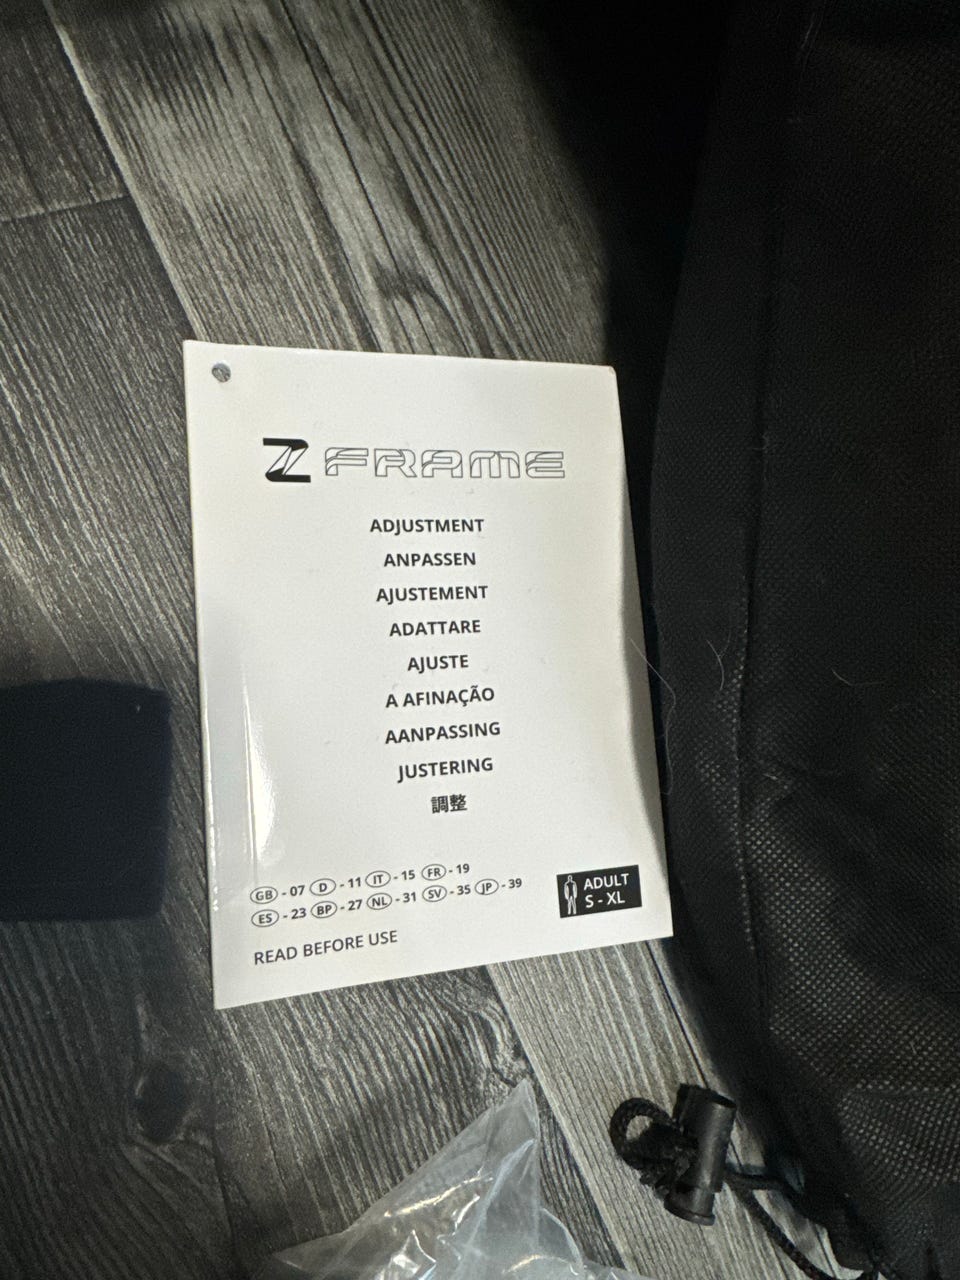 Z FRAME
ADJUSTMENT
ANPASSEN
AJUSTEMENT
ADATTARE
AJUSTE
A AFINAÇÃO
AANPASSING
JUSTERING
調整
GB - 07 D - 11 IT - 15 FR - 19
ES - 23 BP - 27 NL - 31 SV - 35 JP - 39
ADULT
S - XL
READ BEFORE USE